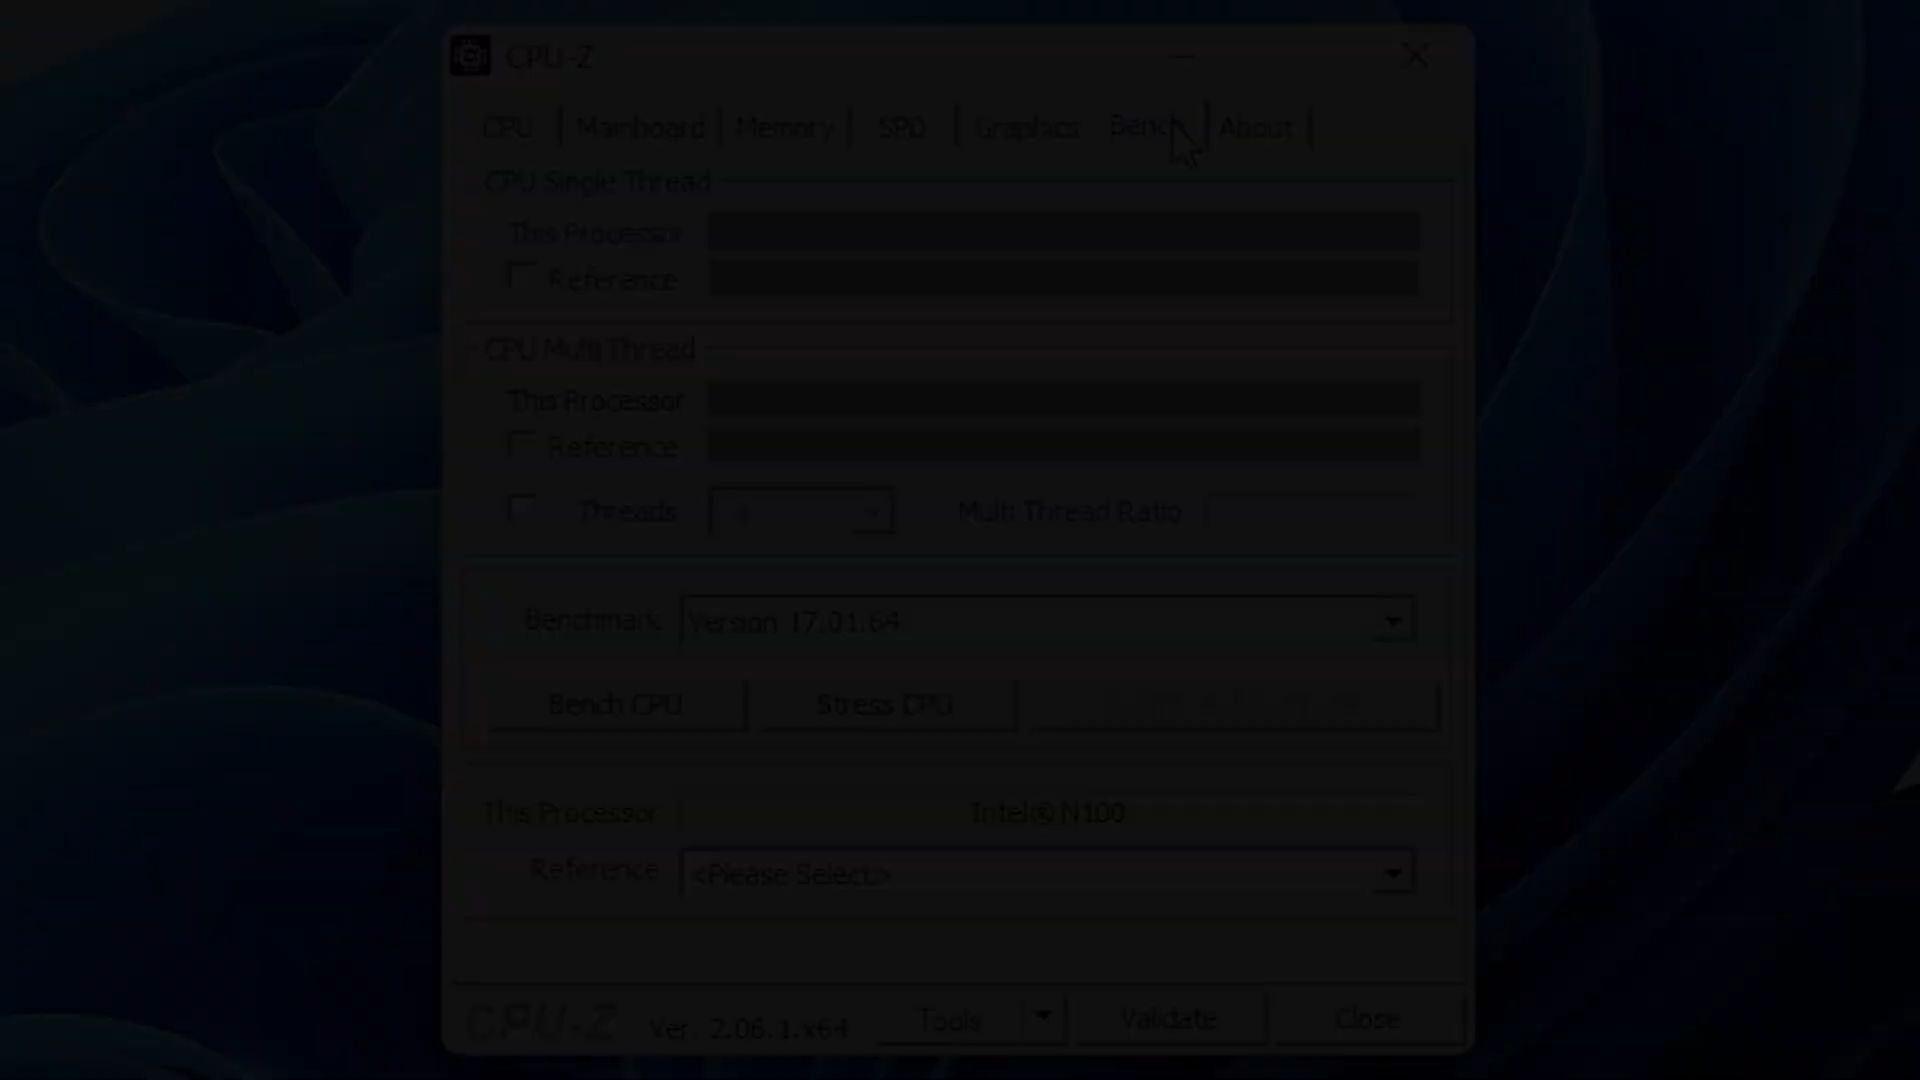 CPU-Z
CPU Mainboard Memory SPD Graphics Bench About
CPU Single Thread
This Processor
Reference
CPU Multi Thread
This Processor
Reference
Threads Multi Thread Ratio
Benchmark Version 17.01.64
Bench CPU Stress CPU
This Processor Intel® N100
Reference <Please Select>
CPU-Z Ver. 2.06.1.x64 Tools Validate Close